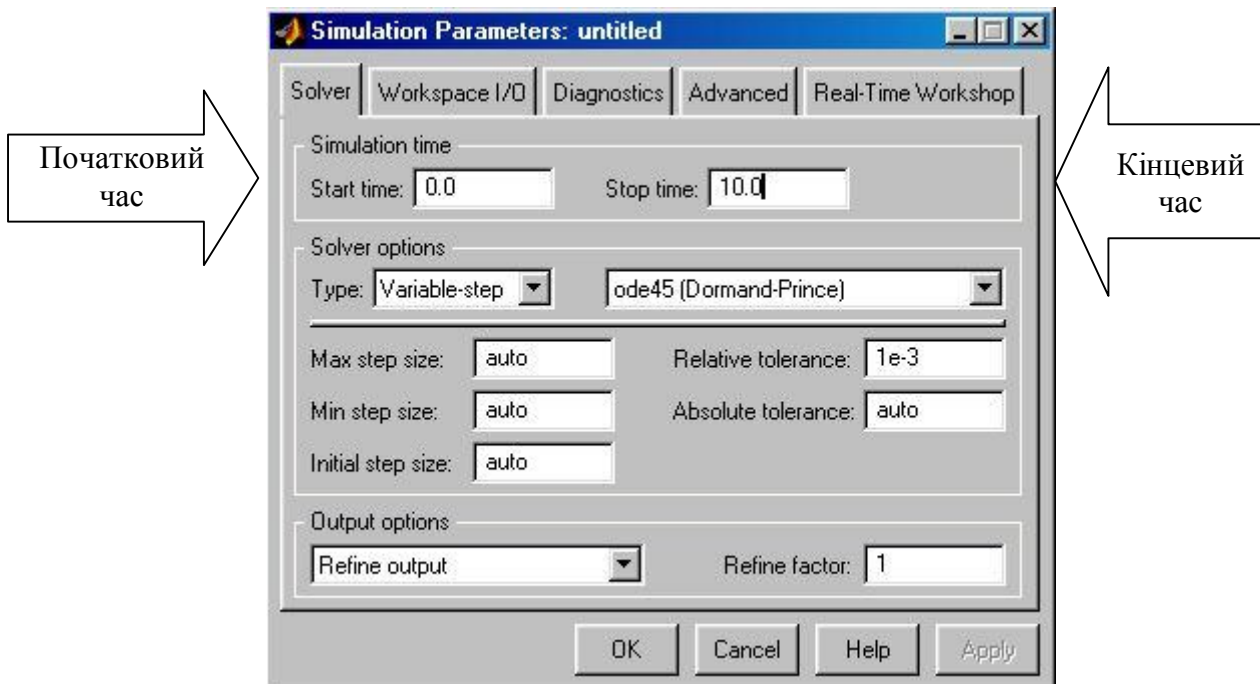 Simulation Parameters: untitled
Solver Workspace I/O Diagnostics Advanced Real-Time Workshop
Початковий
час
Simulation time
Start time: 0.0 Stop time: 10.0
Кінцевий
час
Solver options
Type: Variable-step ode45 (Dormand-Prince)
Max step size: auto Relative tolerance: 1e-3
Min step size: auto Absolute tolerance: auto
Initial step size: auto
Output options
Refine output Refine factor: 1
OK Cancel Help Apply